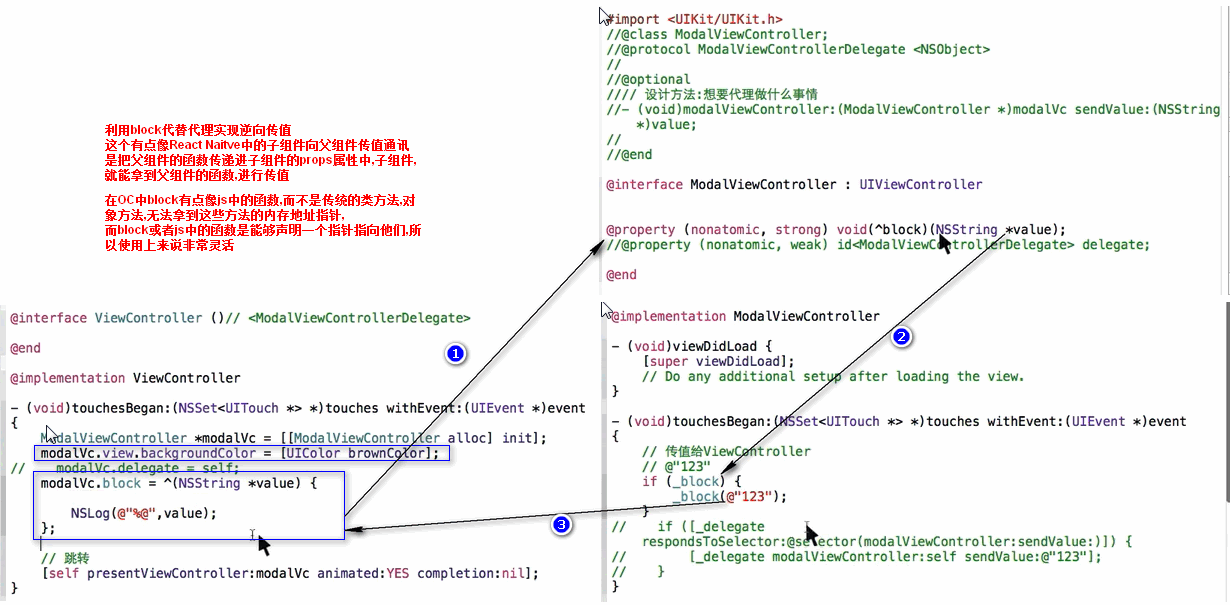 利用block代替代理实现逆向传值
这个有点像React Naitve中的子组件向父组件传值通讯
是把父组件的函数传递进子组件的props属性中,子组件,
就能拿到父组件的函数,进行传值
在OC中block有点像js中的函数,而不是传统的类方法,对
象方法,无法拿到这些方法的内存地址指针,
而block或者js中的函数是能够声明一个指针指向他们,所
以使用上来说非常灵活
#import <UIKit/UIKit.h>
//@class ModalViewController;
//@protocol ModalViewControllerDelegate <NSObject>
//
//@optional
//// 设计方法:想要代理做什么事情
//- (void)modalViewController:(ModalViewController *)modalVc sendValue:(NSString
*)value;
//
//@end
@interface ModalViewController : UIViewController
@property (nonatomic, strong) void(^block)(NSString *value);
//@property (nonatomic, weak) id<ModalViewControllerDelegate> delegate;
@end
@interface ViewController ()// <ModalViewControllerDelegate>
@end
@implementation ViewController
- (void)touchesBegan:(NSSet<UITouch *> *)touches withEvent:(UIEvent *)event
{
ModalViewController *modalVc = [[ModalViewController alloc] init];
modalVc.view.backgroundColor = [UIColor brownColor];
// modalVc.delegate = self;
modalVc.block = ^(NSString *value) {
NSLog(@"%@",value);
};
// 跳转
[self presentViewController:modalVc animated:YES completion:nil];
}
1
2
3
@implementation ModalViewController
- (void)viewDidLoad {
[super viewDidLoad];
// Do any additional setup after loading the view.
}
- (void)touchesBegan:(NSSet<UITouch *> *)touches withEvent:(UIEvent *)event
{
// 传值给ViewController
// @"123"
if (_block) {
_block(@"123");
}
// if ([_delegate
respondsToSelector:@selector(modalViewController:sendValue:)]) {
// [_delegate modalViewController:self sendValue:@"123"];
// }
}